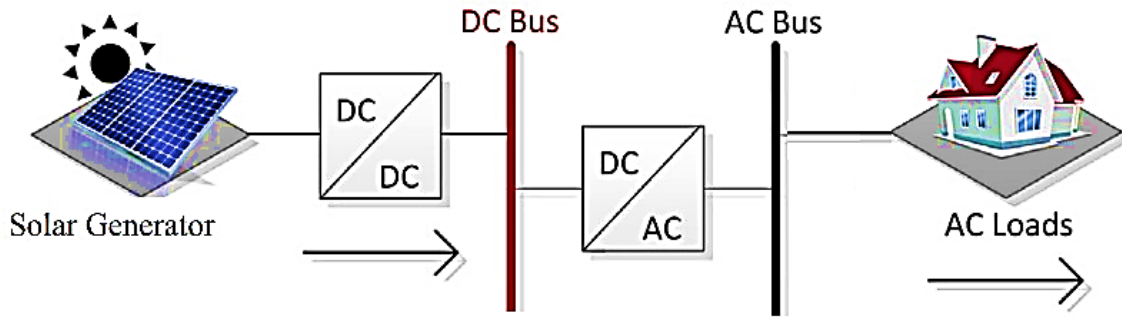 DC Bus
AC Bus
DC
DC
DC
AC
Solar Generator
AC Loads